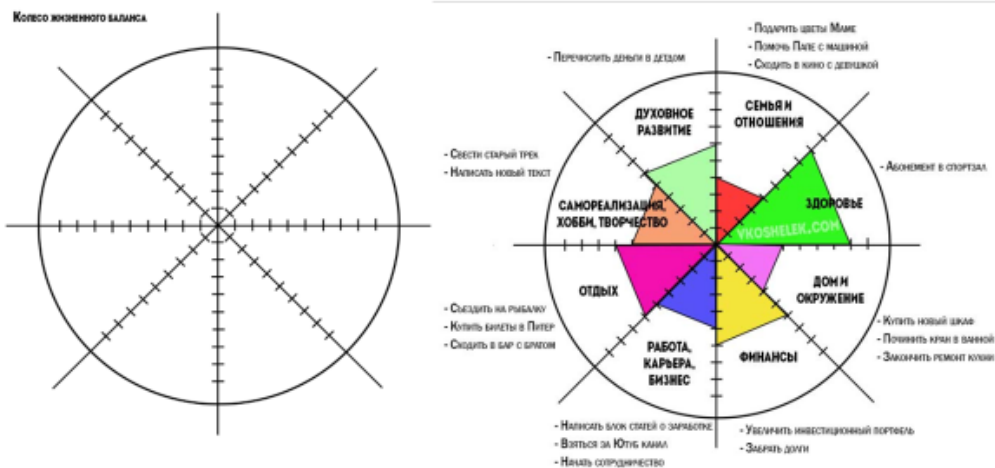 Колесо жизненного баланса
- Подарить цветы Маме
- Помочь Папе с машиной
- Сходить в кино с девушкой
- Перечислить деньги в детдом
ДУХОВНОЕ
РАЗВИТИЕ
СЕМЬЯ И
ОТНОШЕНИЯ
- Свести старый трек
- Написать новый текст
- Абонемент в спортзал
САМОРЕАЛИЗАЦИЯ,
ХОББИ, ТВОРЧЕСТВО
ЗДОРОВЬЕ
VKOSHELEK.COM
ОТДЫХ
ДОМ И
ОКРУЖЕНИЕ
- Съездить на рыбалку
- Купить билеты в Питер
- Сходить в бар с братом
- Купить новый шкаф
- Починить кран в ванной
- Закончить ремонт кухни
РАБОТА,
КАРЬЕРА,
БИЗНЕС
ФИНАНСЫ
- Написать блок статей о заработке
- Взяться за Ютуб канал
- Начать сотрудничество
- Увеличить инвестиционный портфель
- Забрать долги